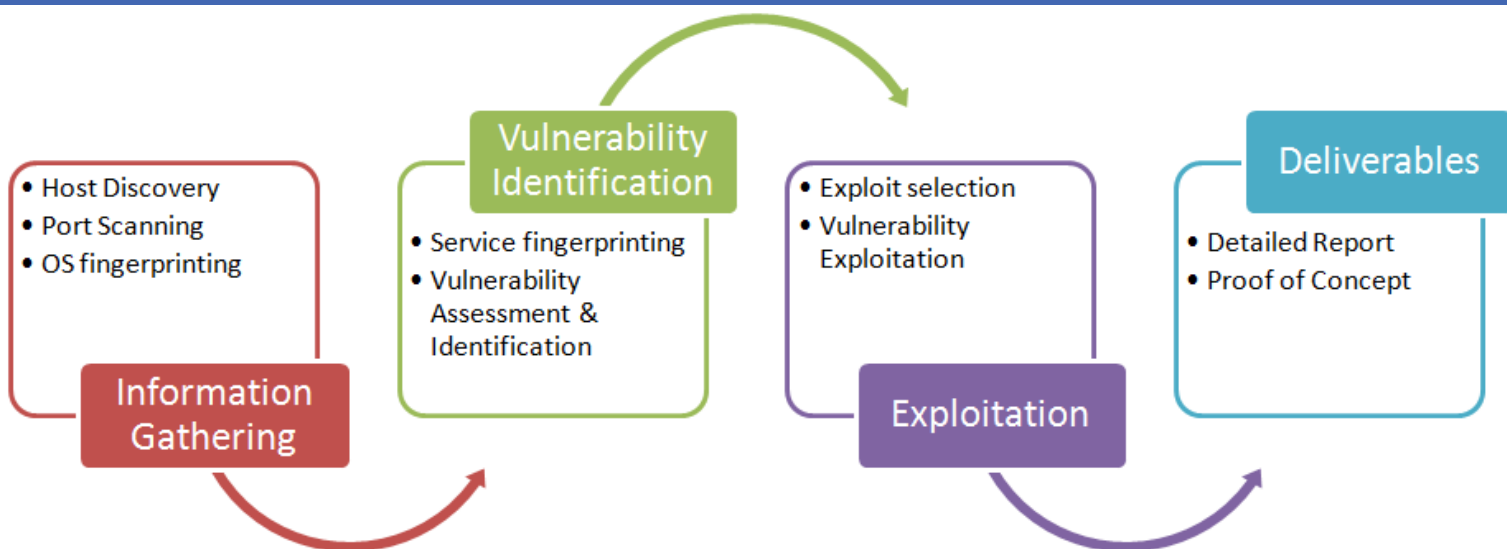 • Host Discovery
• Port Scanning
• OS fingerprinting
Information
Gathering
Vulnerability
Identification
• Service fingerprinting
• Vulnerability
Assessment &
Identification
• Exploit selection
• Vulnerability
Exploitation
Exploitation
Deliverables
• Detailed Report
• Proof of Concept